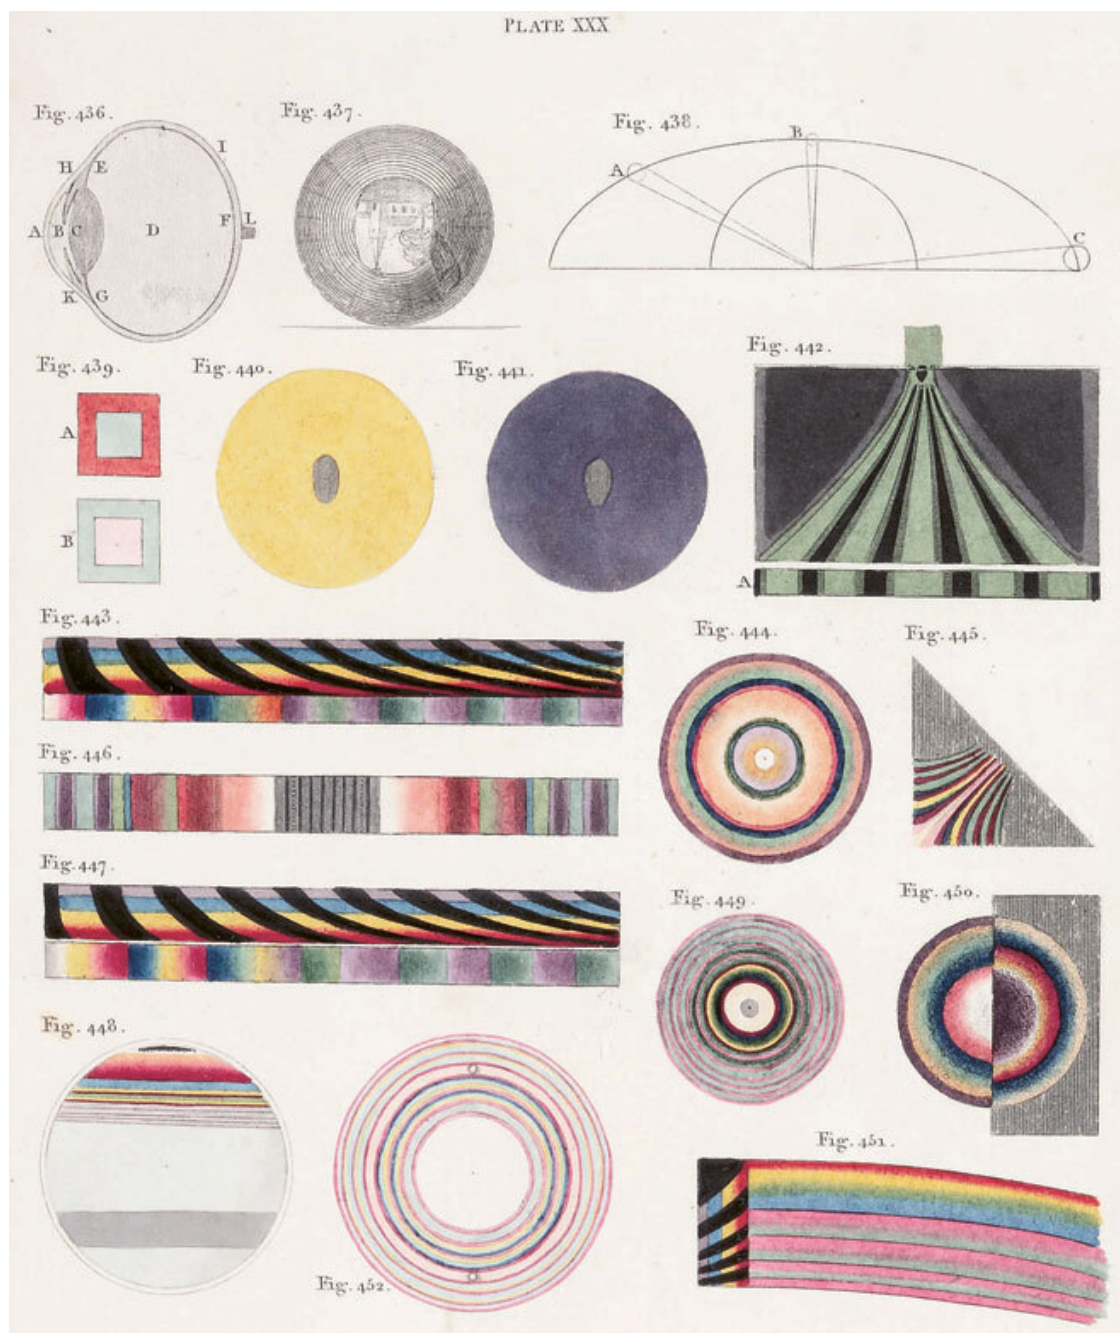 PLATE XXX
Fig. 436.
H E
I
A B C
D
F L
K G
Fig. 437.
Fig. 438.
A
B
C
Fig. 439.
A
B
Fig. 440.
Fig. 441.
Fig. 442.
A
Fig. 443.
Fig. 444.
Fig. 445.
Fig. 446.
Fig. 447.
Fig. 449.
Fig. 450.
Fig. 448.
Fig. 452.
Fig. 451.